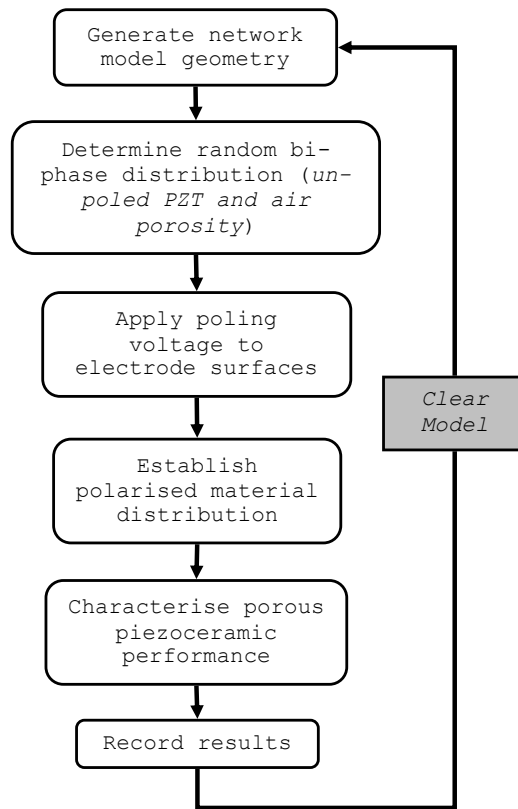 Generate network
model geometry
Determine random bi-
phase distribution (un-
poled PZT and air
porosity)
Apply poling
voltage to
electrode surfaces
Clear
Model
Establish
polarised material
distribution
Characterise porous
piezoceramic
performance
Record results